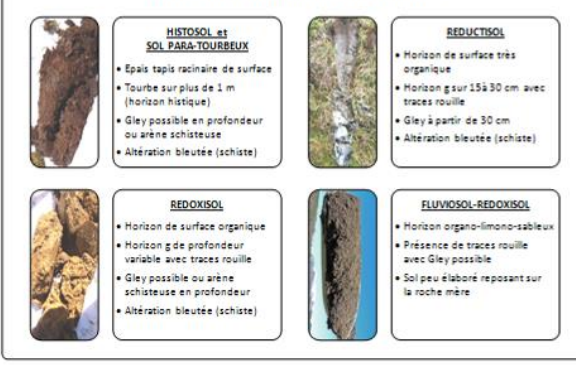 HISTOSOL et
SOL PARA-TOURBEUX
• Epais tapis racinaire de surface
• Tourbe sur plus de 1 m
(horizon histique)
• Gley possible en profondeur
ou arène schisteuse
• Altération bleutée (schiste)
REDUCTISOL
• Horizon de surface très
organique
• Horizon g sur 15à 30 cm avec
traces rouille
• Gley à partir de 30 cm
• Altération bleutée (schiste)
REDOXISOL
• Horizon de surface organique
• Horizon g de profondeur
variable avec traces rouille
• Gley possible ou arène
schisteuse en profondeur
• Altération bleutée (schiste)
FLUVIOSOL-REDOXISOL
• Horizon organo-limono-sableux
• Présence de traces rouille
avec Gley possible
• Sol peu élaboré reposant sur
la roche mère